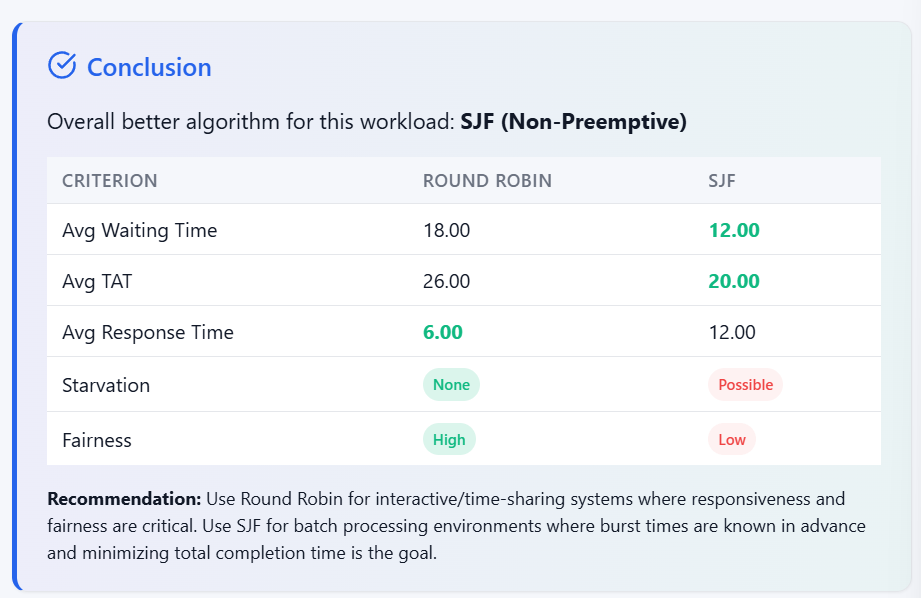 Conclusion
Overall better algorithm for this workload: SJF (Non-Preemptive)
CRITERION ROUND ROBIN SJF
Avg Waiting Time 18.00 12.00
Avg TAT 26.00 20.00
Avg Response Time 6.00 12.00
Starvation None Possible
Fairness High Low
Recommendation: Use Round Robin for interactive/time-sharing systems where responsiveness and
fairness are critical. Use SJF for batch processing environments where burst times are known in advance
and minimizing total completion time is the goal.